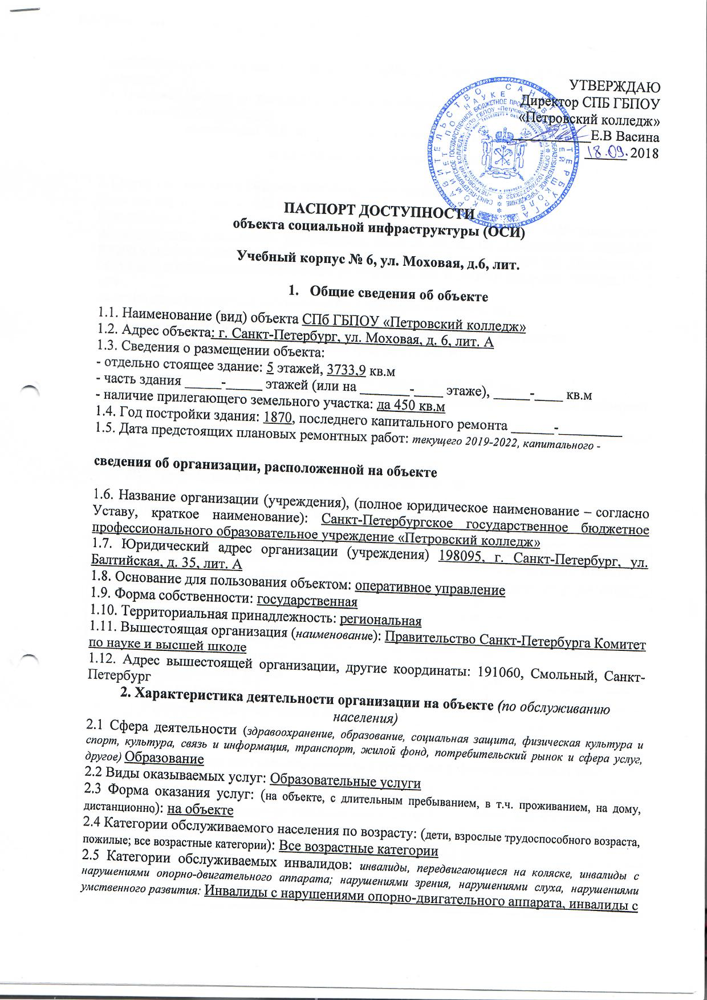 УТВЕРЖДАЮ
Директор СПБ ГБПОУ
«Петровский колледж»
Е.В Васина
18.09.2018
ПАСПОРТ ДОСТУПНОСТИ
объекта социальной инфраструктуры (ОСИ)
Учебный корпус № 6, ул. Моховая, д.6, лит.
1. Общие сведения об объекте
1.1. Наименование (вид) объекта СПб ГБПОУ «Петровский колледж»
1.2. Адрес объекта: г. Санкт-Петербург, ул. Моховая, д. 6, лит. А
1.3. Сведения о размещении объекта:
- отдельно стоящее здание: 5 этажей, 3733,9 кв.м
- часть здания _____-_____ этажей (или на _______-____ этаже), _____-____ кв.м
- наличие прилегающего земельного участка: да 450 кв.м
1.4. Год постройки здания: 1870, последнего капитального ремонта ______-_________
1.5. Дата предстоящих плановых ремонтных работ: текущего 2019-2022, капитального -
сведения об организации, расположенной на объекте
1.6. Название организации (учреждения), (полное юридическое наименование – согласно
Уставу, краткое наименование): Санкт-Петербургское государственное бюджетное
профессионального образовательное учреждение «Петровский колледж»
1.7. Юридический адрес организации (учреждения) 198095, г. Санкт-Петербург, ул.
Балтийская, д. 35, лит. А
1.8. Основание для пользования объектом: оперативное управление
1.9. Форма собственности: государственная
1.10. Территориальная принадлежность: региональная
1.11. Вышестоящая организация (наименование): Правительство Санкт-Петербурга Комитет
по науке и высшей школе
1.12. Адрес вышестоящей организации, другие координаты: 191060, Смольный, Санкт-
Петербург
2. Характеристика деятельности организации на объекте (по обслуживанию
населения)
2.1 Сфера деятельности (здравоохранение, образование, социальная защита, физическая культура и
спорт, культура, связь и информация, транспорт, жилой фонд, потребительский рынок и сфера услуг,
другое) Образование
2.2 Виды оказываемых услуг: Образовательные услуги
2.3 Форма оказания услуг: (на объекте, с длительным пребыванием, в т.ч. проживанием, на дому,
дистанционно): на объекте
2.4 Категории обслуживаемого населения по возрасту: (дети, взрослые трудоспособного возраста,
пожилые; все возрастные категории): Все возрастные категории
2.5 Категории обслуживаемых инвалидов: инвалиды, передвигающиеся на коляске, инвалиды с
нарушениями опорно-двигательного аппарата; нарушениями зрения, нарушениями слуха, нарушениями
умственного развития: Инвалиды с нарушениями опорно-двигательного аппарата, инвалиды с